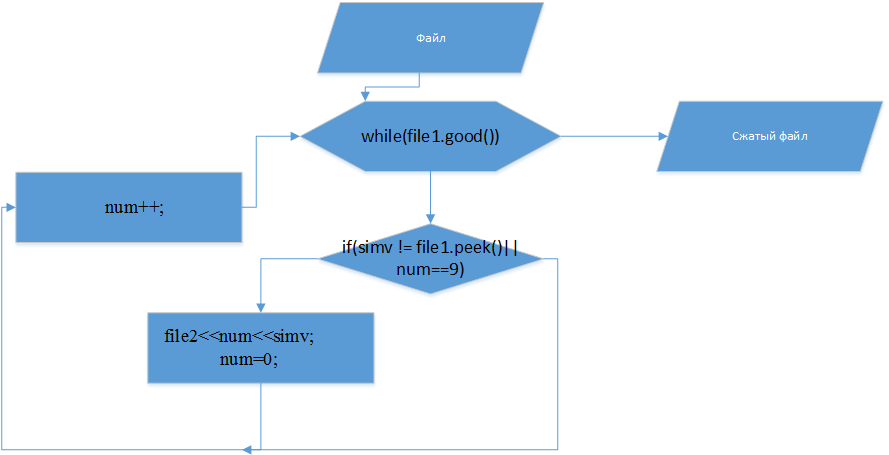 Файл
while(file1.good())
Сжатый файл
num++;
if(simv != file1.peek()||
num==9)
file2<<num<<simv;
num=0;